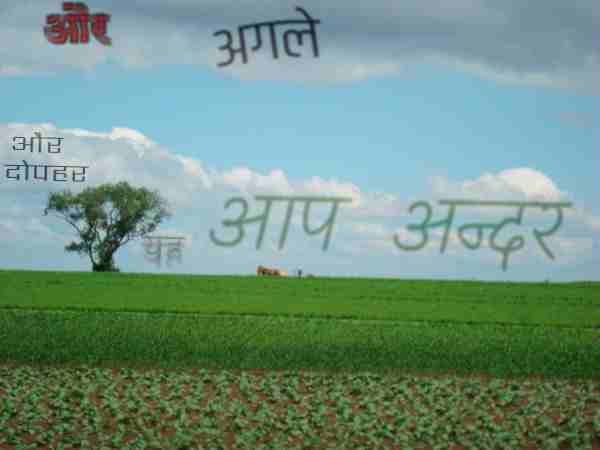 और
अगले
और
दोपहर
आप अन्दर
यह